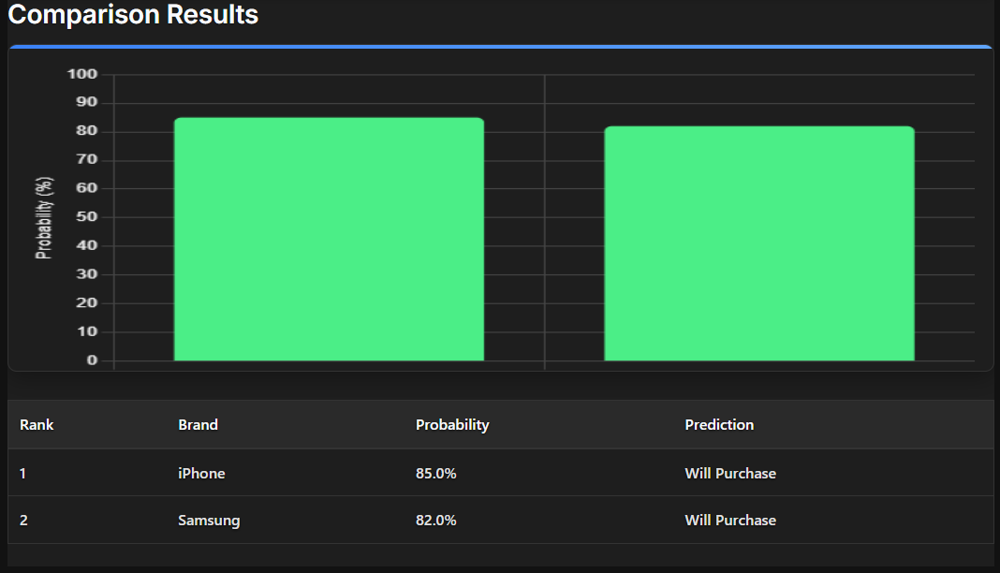 Comparison Results
100
90
80
70
60
50
40
30
20
10
0
Probability (%)
Rank Brand Probability Prediction
1 iPhone 85.0% Will Purchase
2 Samsung 82.0% Will Purchase